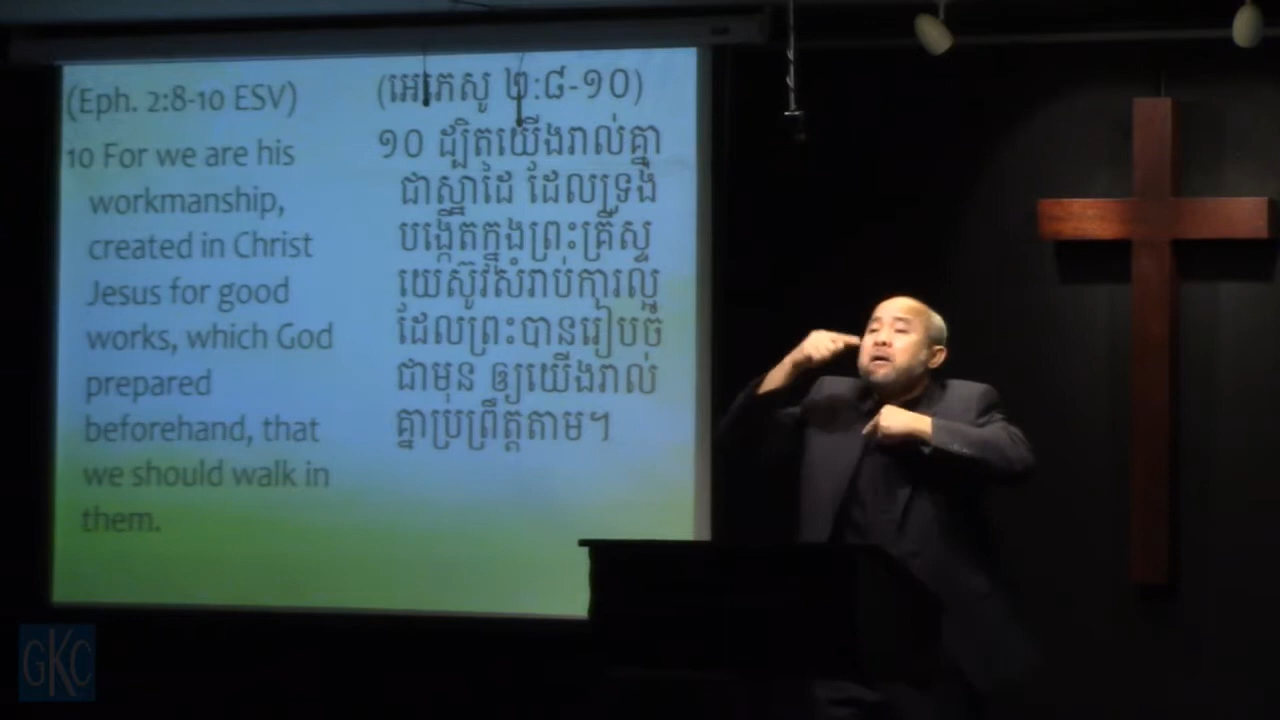 (Eph. 2:8-10 ESV)
10 For we are his
workmanship,
created in Christ
Jesus for good
works, which God
prepared
beforehand, that
we should walk in
them.
(អេភេសូ ២:៨-១០)
១០ ដ្បិតយើងរាល់គ្នា
ជាស្នាដៃ ដែលទ្រង់
បង្កើតក្នុងព្រះគ្រីស្ទ
យេស៊ូវសំរាប់ការល្អ
ដែលព្រះបានរៀបចំ
ជាមុន ឲ្យយើងរាល់
គ្នាប្រព្រឹត្តតាម។
GKC